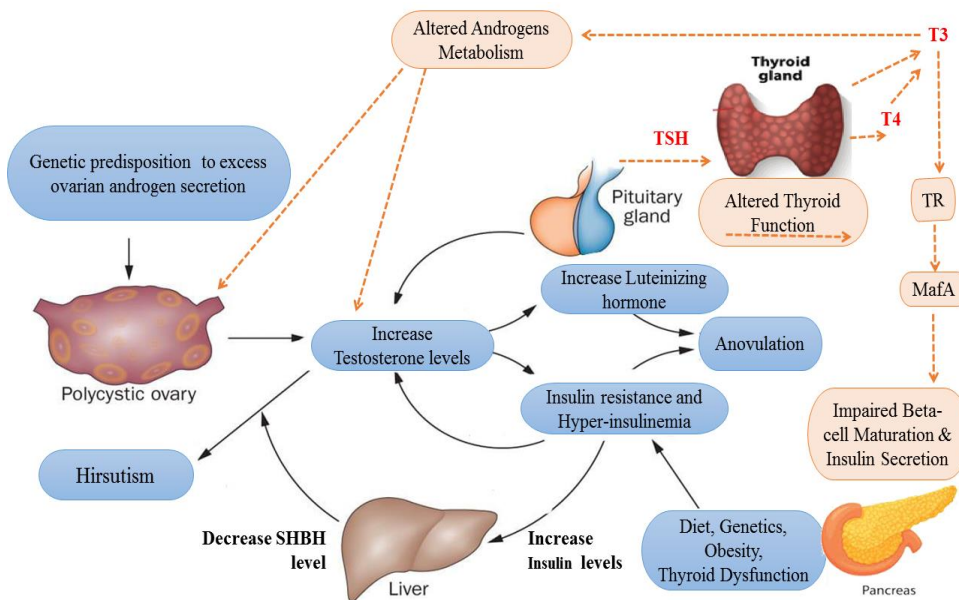 Altered Androgens
Metabolism
T3
Thyroid
gland
T4
TSH
Genetic predisposition to excess
ovarian androgen secretion
Pituitary
gland
Altered Thyroid
Function
TR
MafA
Increase Luteinizing
hormone
Increase
Testosterone levels
Anovulation
Polycystic ovary
Insulin resistance and
Hyper-insulinemia
Impaired Beta-
cell Maturation &
Insulin Secretion
Hirsutism
Decrease SHBH
level
Increase
Insulin levels
Liver
Diet, Genetics,
Obesity,
Thyroid Dysfunction
Pancreas